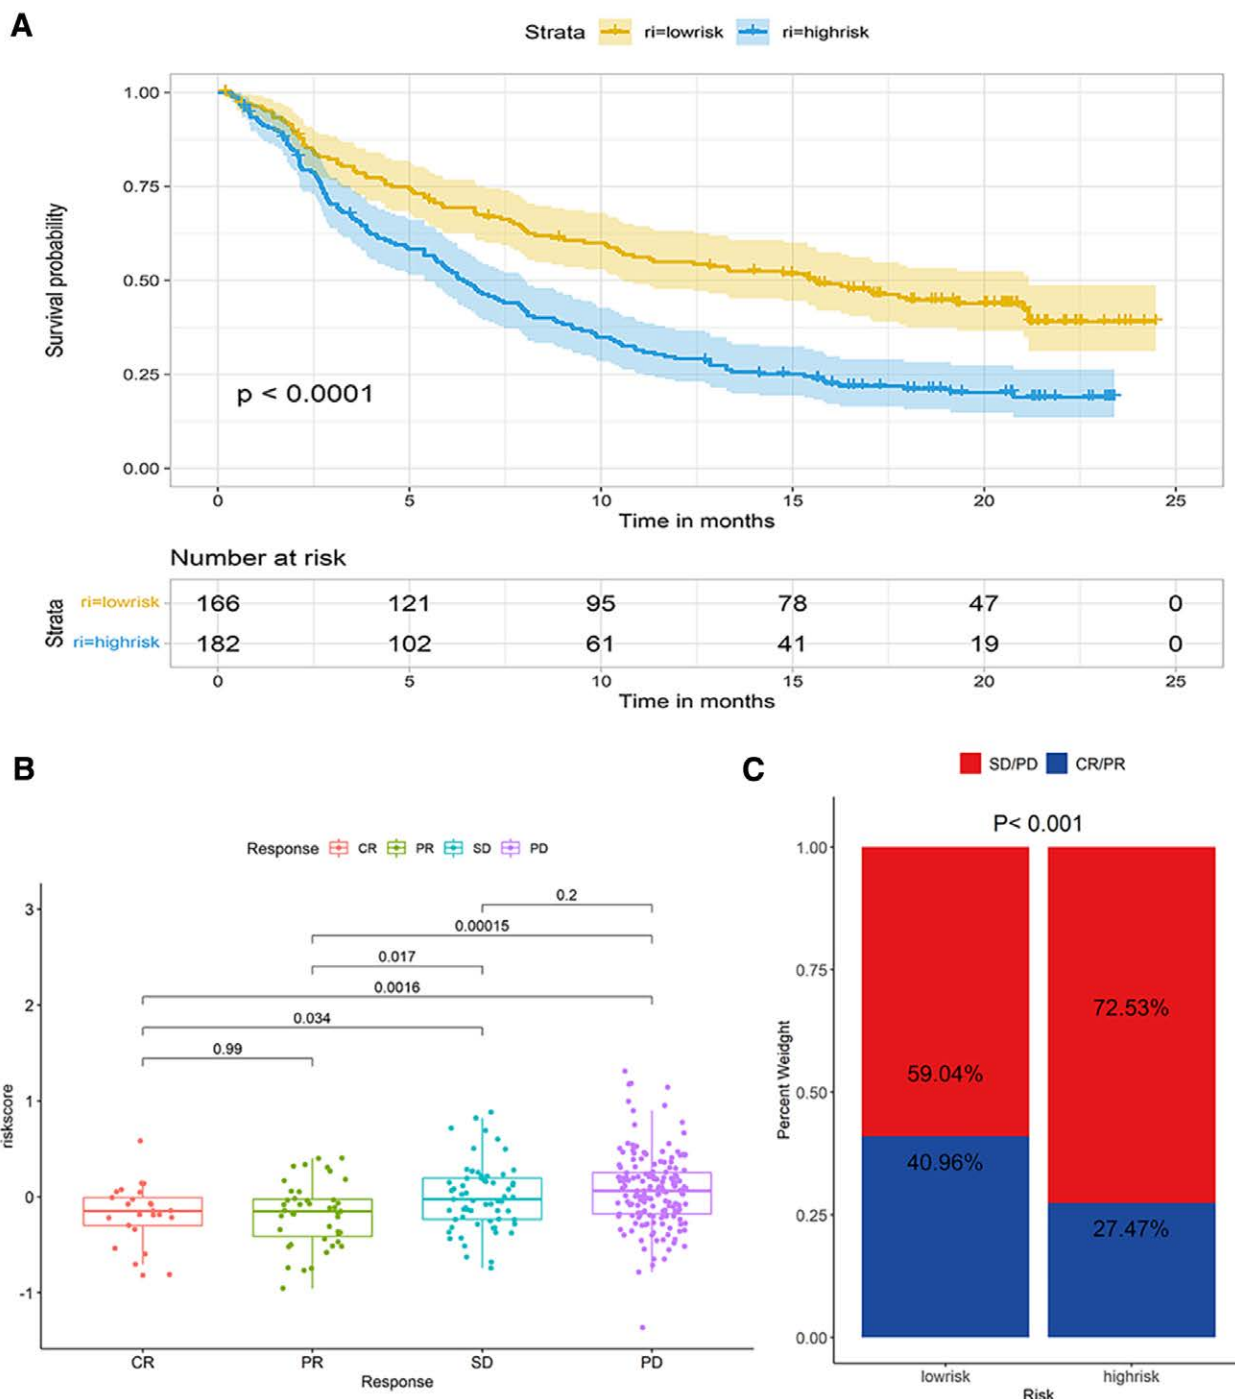 A
Strata ri=lowrisk ri=highrisk
1.00
0.75
0.50
0.25
0.00
Survival probability
p < 0.0001
0 5 10 15 20 25
Time in months
Number at risk
Strata
ri=lowrisk 166 121 95 78 47 0
ri=highrisk 182 102 61 41 19 0
0 5 10 15 20 25
Time in months
B
Response CR PR SD PD
3
2
1
0
-1
riskscore
0.2
0.00015
0.017
0.0016
0.034
0.99
CR PR SD PD
Response
C
SD/PD CR/PR
P< 0.001
1.00
0.75
0.50
0.25
0.00
Percent Weidght
72.53%
59.04%
40.96%
27.47%
lowrisk highrisk
Risk